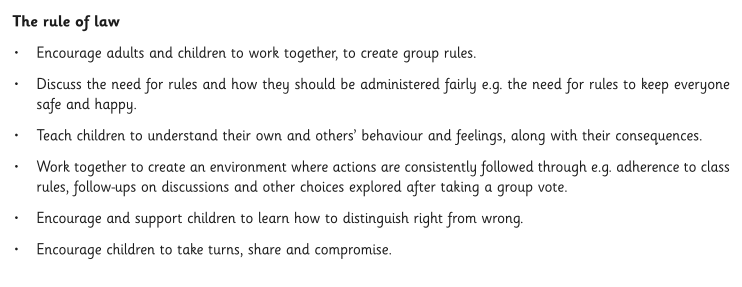 The rule of law
• Encourage adults and children to work together, to create group rules.
• Discuss the need for rules and how they should be administered fairly e.g. the need for rules to keep everyone
safe and happy.
• Teach children to understand their own and others' behaviour and feelings, along with their consequences.
• Work together to create an environment where actions are consistently followed through e.g. adherence to class
rules, follow-ups on discussions and other choices explored after taking a group vote.
• Encourage and support children to learn how to distinguish right from wrong.
• Encourage children to take turns, share and compromise.